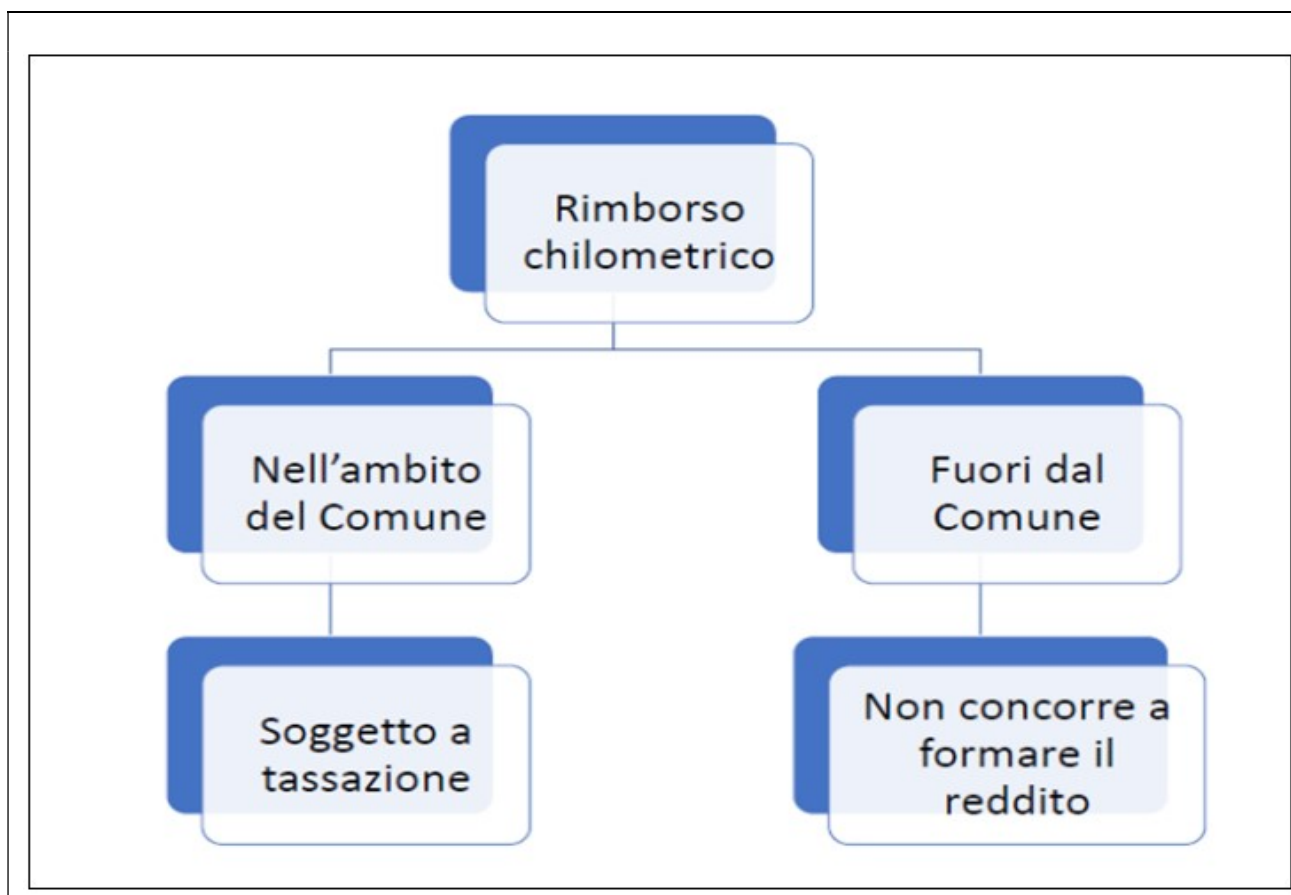 Rimborso
chilometrico
Nell’ambito
del Comune
Fuori dal
Comune
Soggetto a
tassazione
Non concorre a
formare il
reddito